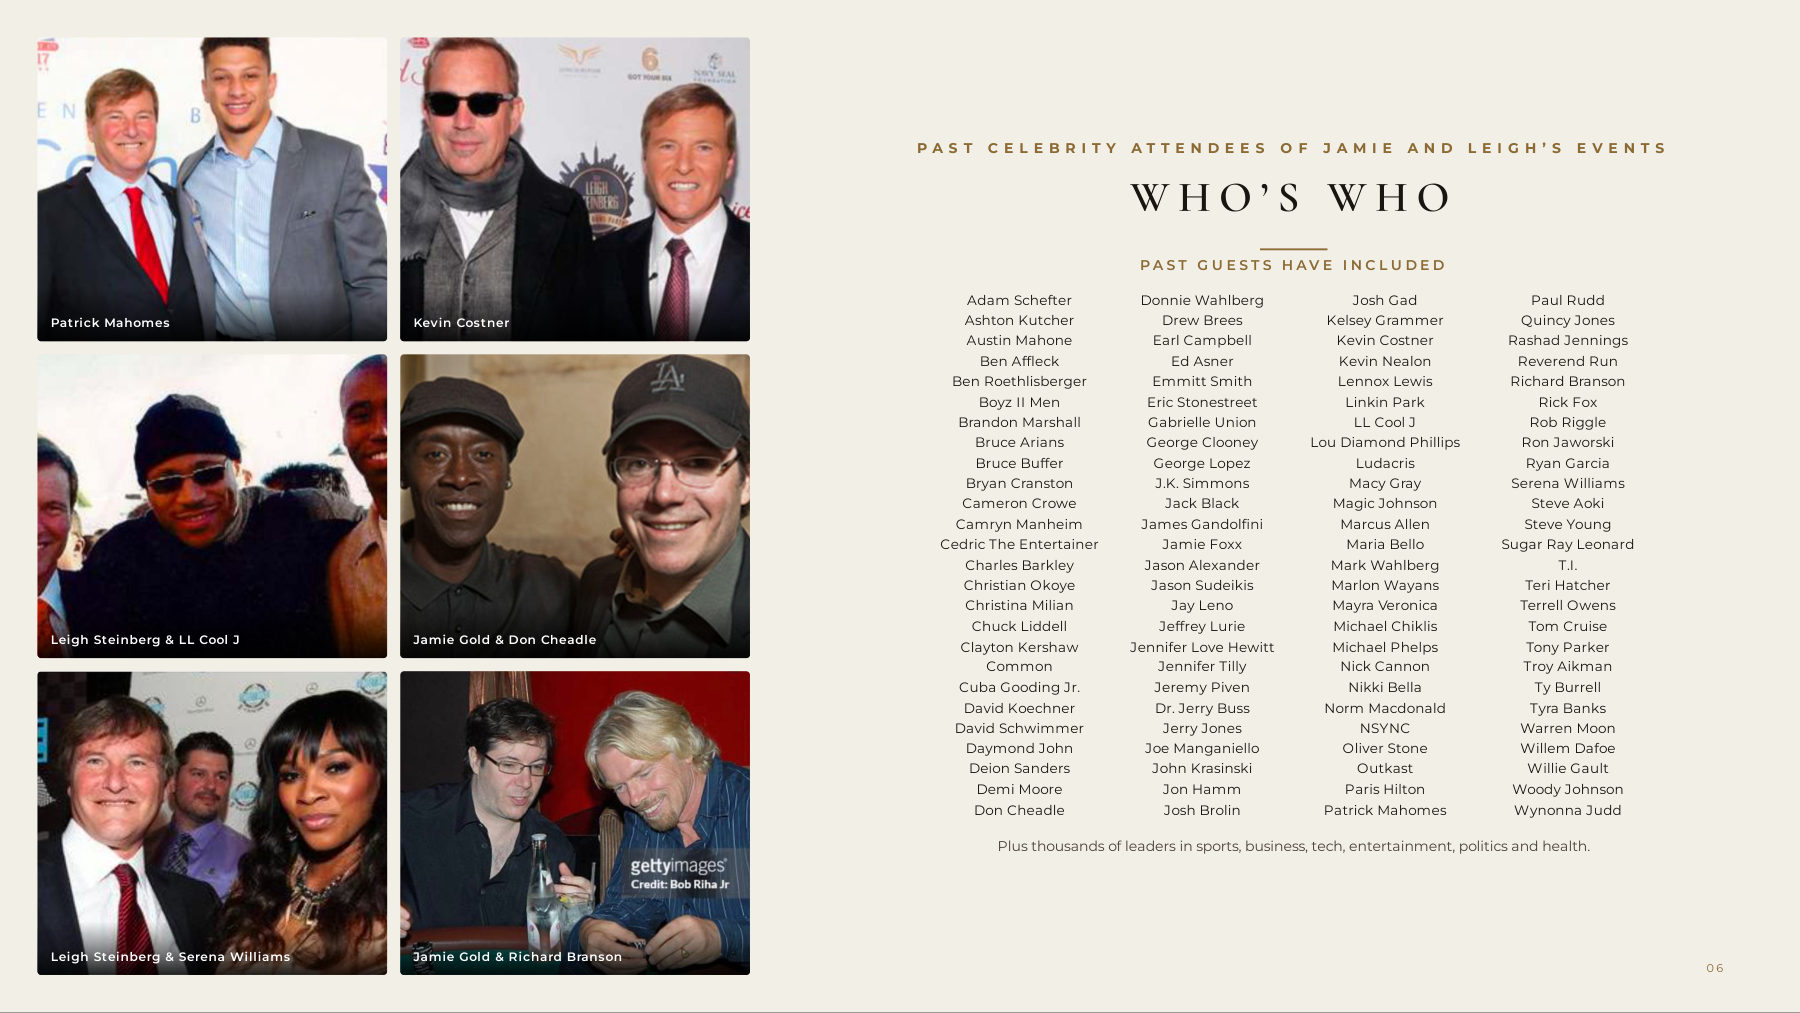 17
E N
B
Con
Patrick Mahomes
6
GOT YOUR SIX
NAVY SEAL
FOUNDATION
LEIGH
STEINBERG
Kevin Costner
Leigh Steinberg & LL Cool J
LA
Jamie Gold & Don Cheadle
Leigh Steinberg & Serena Williams
gettyimages®
Credit: Bob Riha Jr
Jamie Gold & Richard Branson
PAST CELEBRITY ATTENDEES OF JAMIE AND LEIGH’S EVENTS
WHO’S WHO
PAST GUESTS HAVE INCLUDED
Adam Schefter
Ashton Kutcher
Austin Mahone
Ben Affleck
Ben Roethlisberger
Boyz II Men
Brandon Marshall
Bruce Arians
Bruce Buffer
Bryan Cranston
Cameron Crowe
Camryn Manheim
Cedric The Entertainer
Charles Barkley
Christian Okoye
Christina Milian
Chuck Liddell
Clayton Kershaw
Common
Cuba Gooding Jr.
David Koechner
David Schwimmer
Daymond John
Deion Sanders
Demi Moore
Don Cheadle
Donnie Wahlberg
Drew Brees
Earl Campbell
Ed Asner
Emmitt Smith
Eric Stonestreet
Gabrielle Union
George Clooney
George Lopez
J.K. Simmons
Jack Black
James Gandolfini
Jamie Foxx
Jason Alexander
Jason Sudeikis
Jay Leno
Jeffrey Lurie
Jennifer Love Hewitt
Jennifer Tilly
Jeremy Piven
Dr. Jerry Buss
Jerry Jones
Joe Manganiello
John Krasinski
Jon Hamm
Josh Brolin
Josh Gad
Kelsey Grammer
Kevin Costner
Kevin Nealon
Lennox Lewis
Linkin Park
LL Cool J
Lou Diamond Phillips
Ludacris
Macy Gray
Magic Johnson
Marcus Allen
Maria Bello
Mark Wahlberg
Marlon Wayans
Mayra Veronica
Michael Chiklis
Michael Phelps
Nick Cannon
Nikki Bella
Norm Macdonald
NSYNC
Oliver Stone
Outkast
Paris Hilton
Patrick Mahomes
Paul Rudd
Quincy Jones
Rashad Jennings
Reverend Run
Richard Branson
Rick Fox
Rob Riggle
Ron Jaworski
Ryan Garcia
Serena Williams
Steve Aoki
Steve Young
Sugar Ray Leonard
T.I.
Teri Hatcher
Terrell Owens
Tom Cruise
Tony Parker
Troy Aikman
Ty Burrell
Tyra Banks
Warren Moon
Willem Dafoe
Willie Gault
Woody Johnson
Wynonna Judd
Plus thousands of leaders in sports, business, tech, entertainment, politics and health.
06